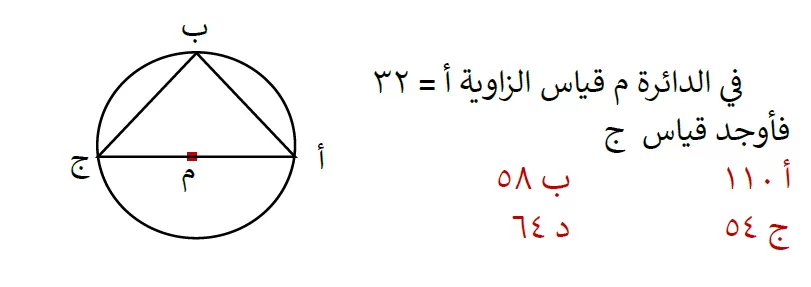 ب
ج
أ
م
في الدائرة م قياس الزاوية أ = ٣٢
فأوجد قياس ج
أ ١١٠
ب ٥٨
ج ٥٤
د ٦٤